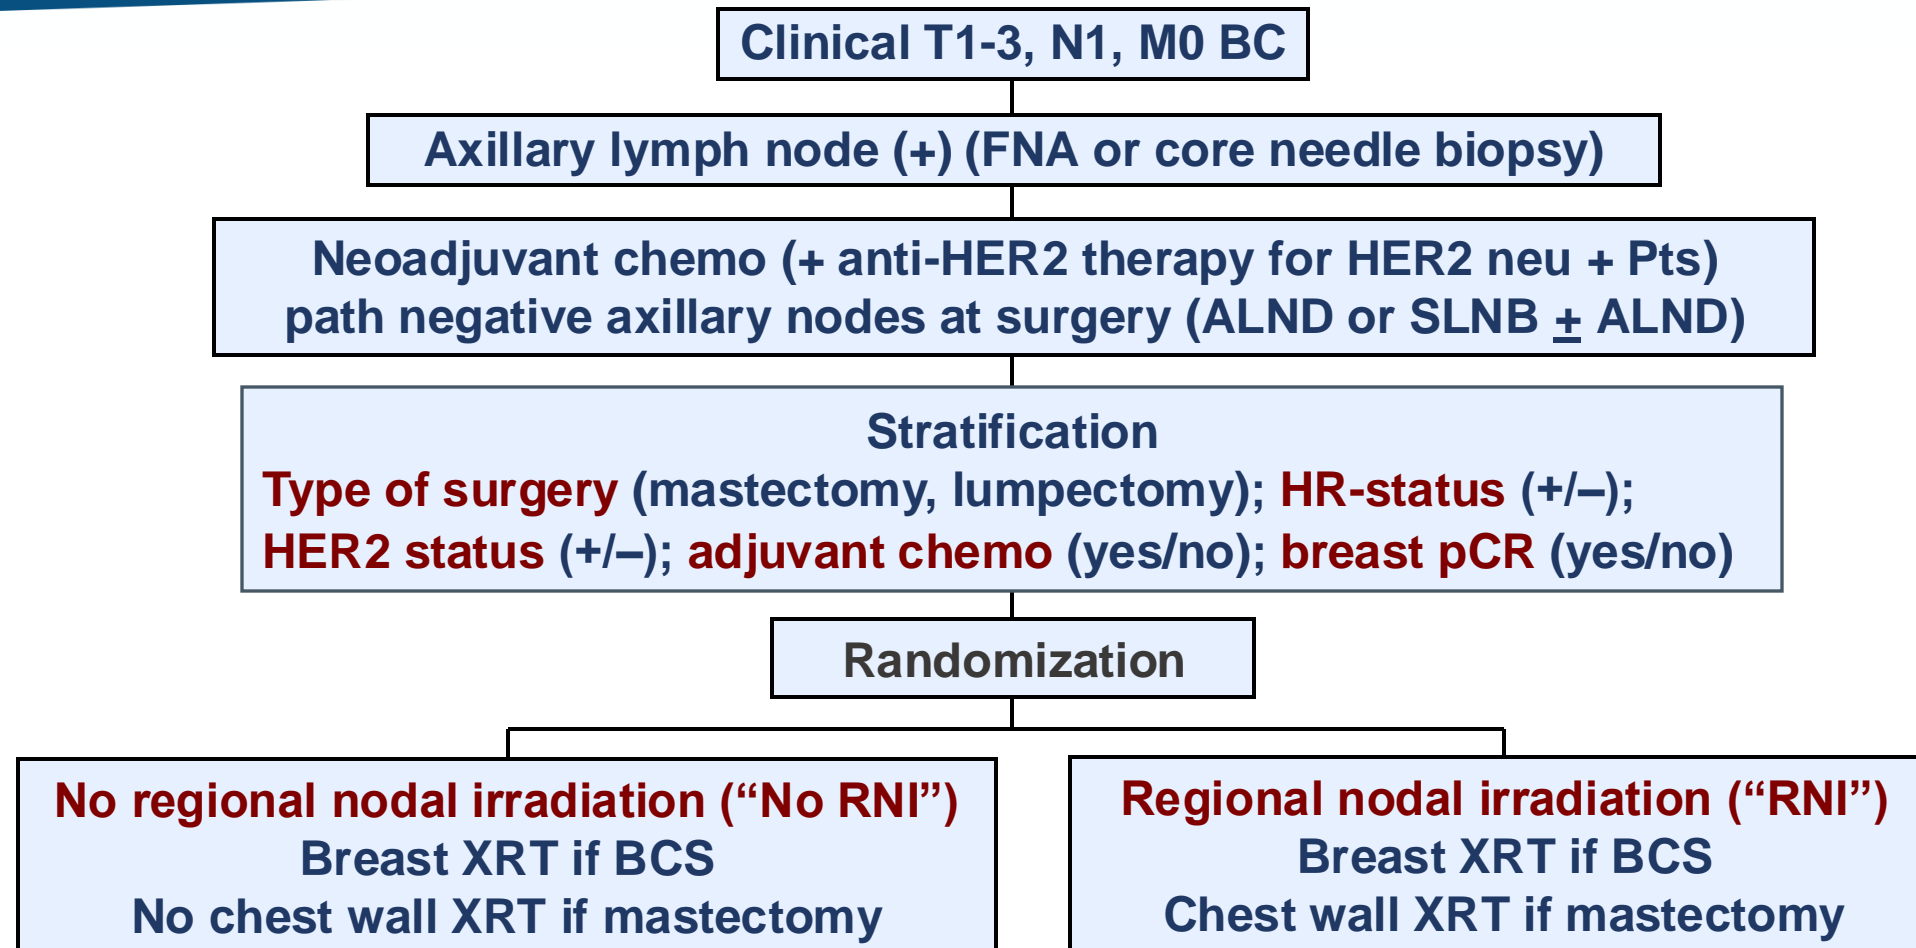 Clinical T1-3, N1, M0 BC
Axillary lymph node (+) (FNA or core needle biopsy)
Neoadjuvant chemo (+ anti-HER2 therapy for HER2 neu + Pts)
path negative axillary nodes at surgery (ALND or SLNB ± ALND)
Stratification
Type of surgery (mastectomy, lumpectomy); HR-status (+/–);
HER2 status (+/–); adjuvant chemo (yes/no); breast pCR (yes/no)
Randomization
No regional nodal irradiation (“No RNI”)
Breast XRT if BCS
No chest wall XRT if mastectomy
Regional nodal irradiation (“RNI”)
Breast XRT if BCS
Chest wall XRT if mastectomy